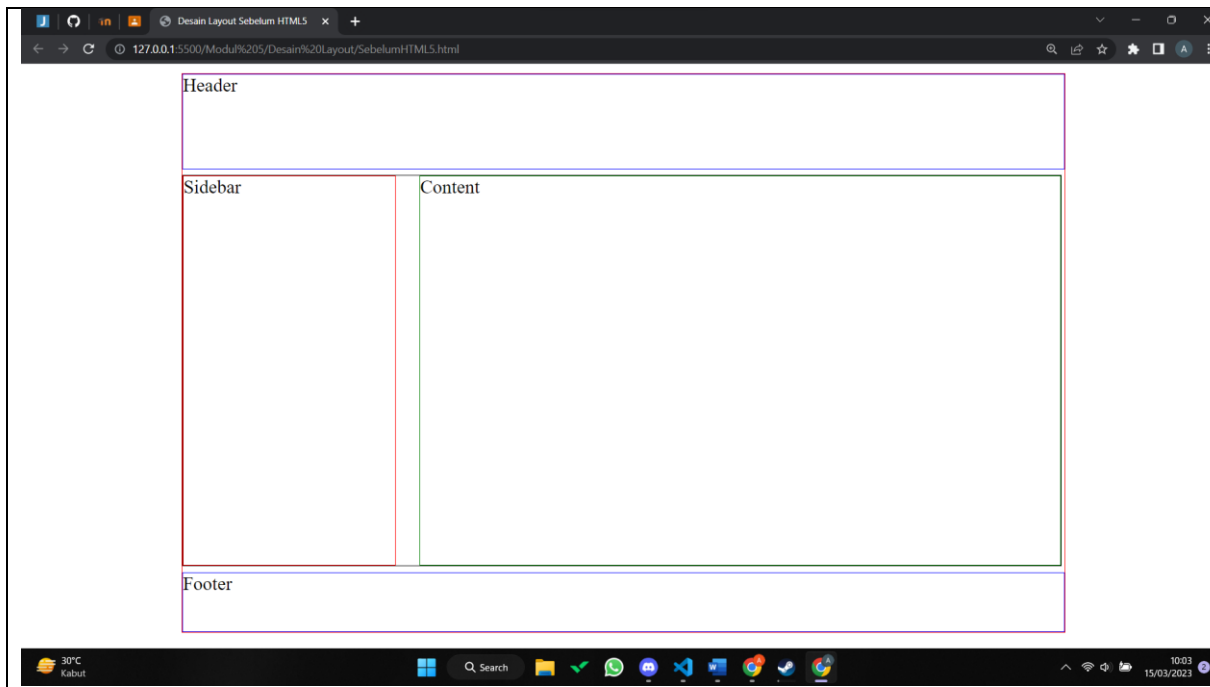 Desain Layout Sebelum HTML5
127.0.0.1:5500/Modul%205/Desain%20Layout/SebelumHTML5.html
A
Header
Sidebar
Content
Footer
30°C
Kabut
Search
10:03
15/03/2023
2